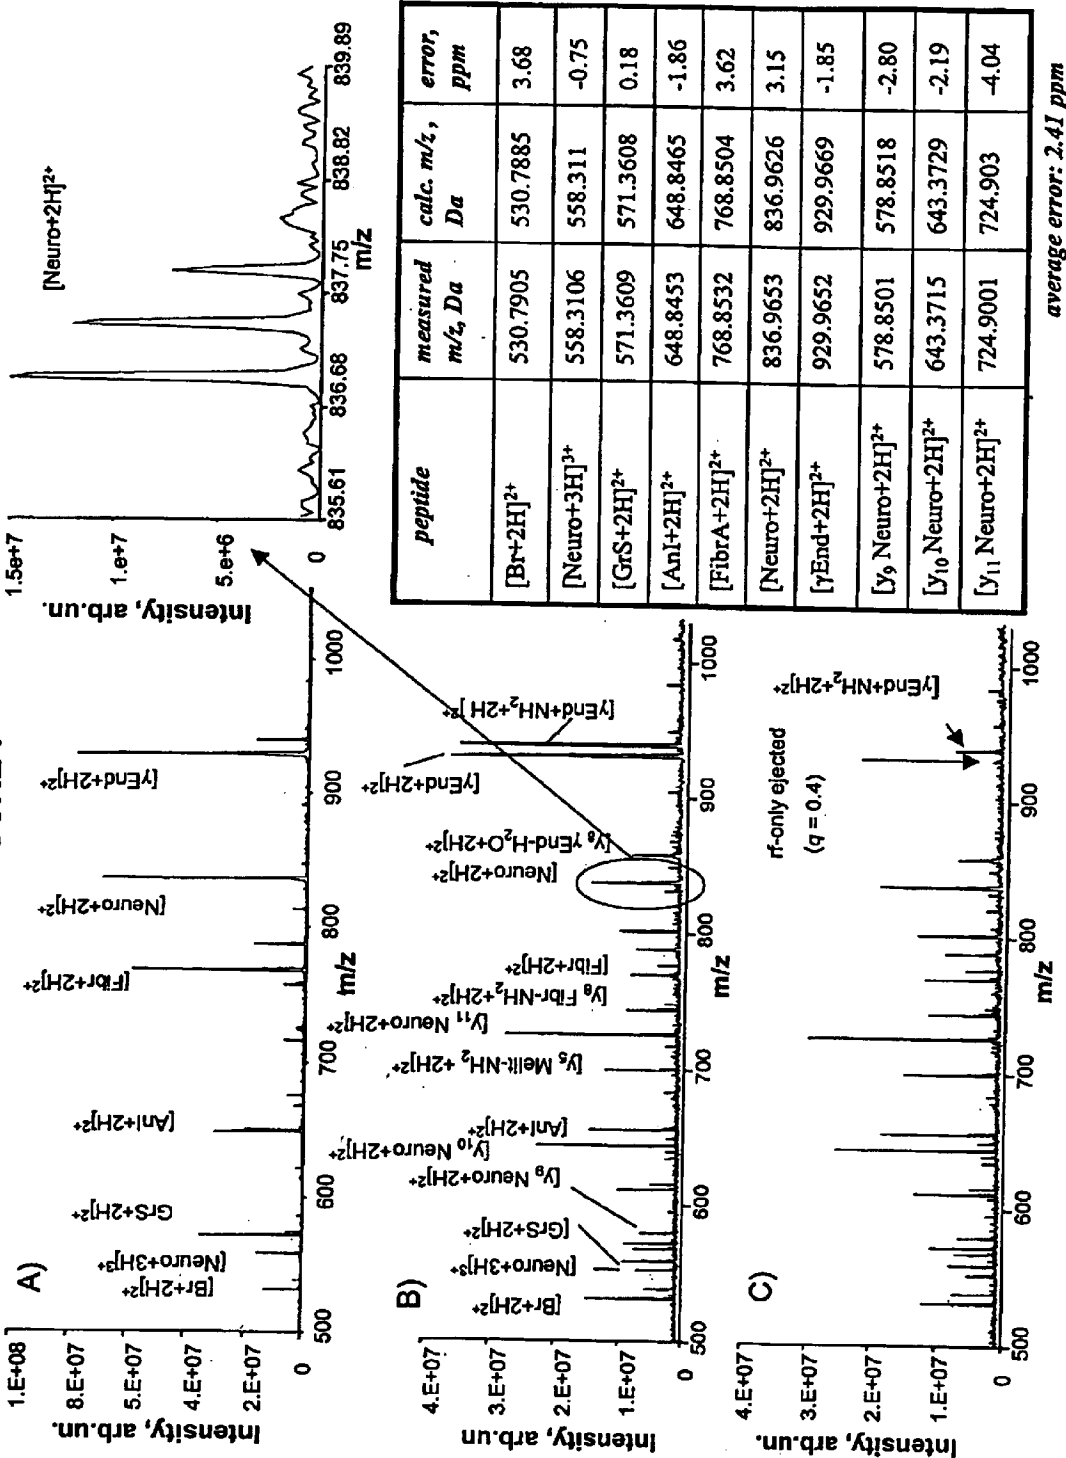 A)
Intensity, arb.un.
1.E+08
8.E+07
6.E+07
4.E+07
2.E+07
0
500
600
700
800
900
1000
m/z
[Br+2H]²⁺
[Neuro+3H]³⁺
GrS+2H]²⁺
[AnI+2H]²⁺
[Fibr+2H]²⁺
[Neuro+2H]²⁺
[γEnd+2H]²⁺
Intensity, arb.un.
1.5e+7
1.e+7
5.e+6
0
835.61
836.68
837.75
838.82
839.89
m/z
[Neuro+2H]²⁺
B)
Intensity, arb.un
4.E+07
3.E+07
2.E+07
1.E+07
0
500
600
700
800
900
1000
m/z
[Br+2H]²⁺
[Neuro+3H]³⁺
[GrS+2H]²⁺
[y₉ Neuro+2H]²⁺
[y₁₀ Neuro+2H]²⁺
[AnI+2H]²⁺
[y₅ Melit-NH₂ +2H]²⁺
[y₁₁ Neuro+2H]²⁺
[y₈ Fibr-NH₂+2H]²⁺
[Fibr+2H]²⁺
[Neuro+2H]²⁺
[y₈ γEnd-H₂O+2H]²⁺
[γEnd+2H]²⁺
[γEnd+NH₂+2H ]²⁺
C)
Intensity, arb.un.
4.E+07
3.E+07
2.E+07
1.E+07
0
500
600
700
800
900
1000
m/z
rf-only ejected
(q = 0.4)
[γEnd+NH₂+2H]²⁺
peptide measured m/z, Da calc. m/z, Da error, ppm
[Br+2H]²⁺ 530.7905 530.7885 3.68
[Neuro+3H]³⁺ 558.3106 558.311 -0.75
[GrS+2H]²⁺ 571.3609 571.3608 0.18
[AnI+2H]²⁺ 648.8453 648.8465 -1.86
[FibrA+2H]²⁺ 768.8532 768.8504 3.62
[Neuro+2H]²⁺ 836.9653 836.9626 3.15
[γEnd+2H]²⁺ 929.9652 929.9669 -1.85
[y₉ Neuro+2H]²⁺ 578.8501 578.8518 -2.80
[y₁₀ Neuro+2H]²⁺ 643.3715 643.3729 -2.19
[y₁₁ Neuro+2H]²⁺ 724.9001 724.903 -4.04
average error: 2.41 ppm